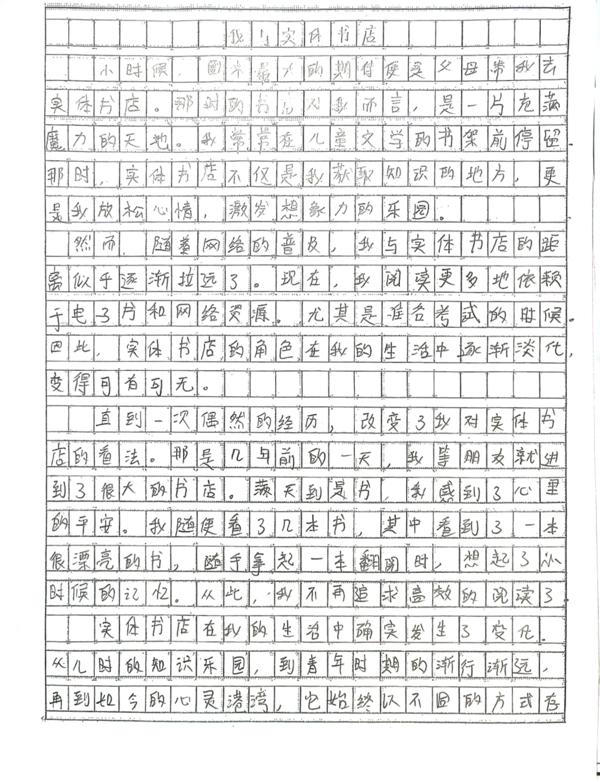 我与实体书店
小时候，最大的期待便是父母带我去
实体书店。那时的书店对我而言，是一片充满
魔力的天地。我常常在儿童文学的书架前停留
那时，实体书店不仅是我获取知识的地方，更
是我放松心情，激发想象力的乐园。
然而，随着网络的普及，我与实体书店的距
离似乎逐渐拉远了。现在，我阅读更多地依赖
于电子书和网络资源。尤其是准备考试的时候。
因此，实体书店的角色在我的生活中逐渐淡化，
变得可有可无。
直到一次偶然的经历，改变了我对实体书
店的看法。那是几年前的一天，我等朋友就进
到了很大的书店。满天到是书，我感到了心里
的平安。我随便看了几本书，其中看到了一本
很漂亮的书，随手拿起一本翻开时，想起了小
时候的记忆。从此，我不再追求高效的阅读了.
实体书店在我的生活中确实发生了变化.
从儿时的知识乐园，到青年时期的渐行渐远，
再到如今的心灵港湾，它始终以不同的方式存